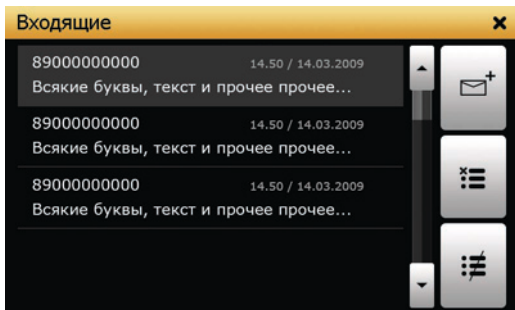 Входящие
89000000000 14.50 / 14.03.2009
Всякие буквы, текст и прочее прочее...
89000000000 14.50 / 14.03.2009
Всякие буквы, текст и прочее прочее...
89000000000 14.50 / 14.03.2009
Всякие буквы, текст и прочее прочее...